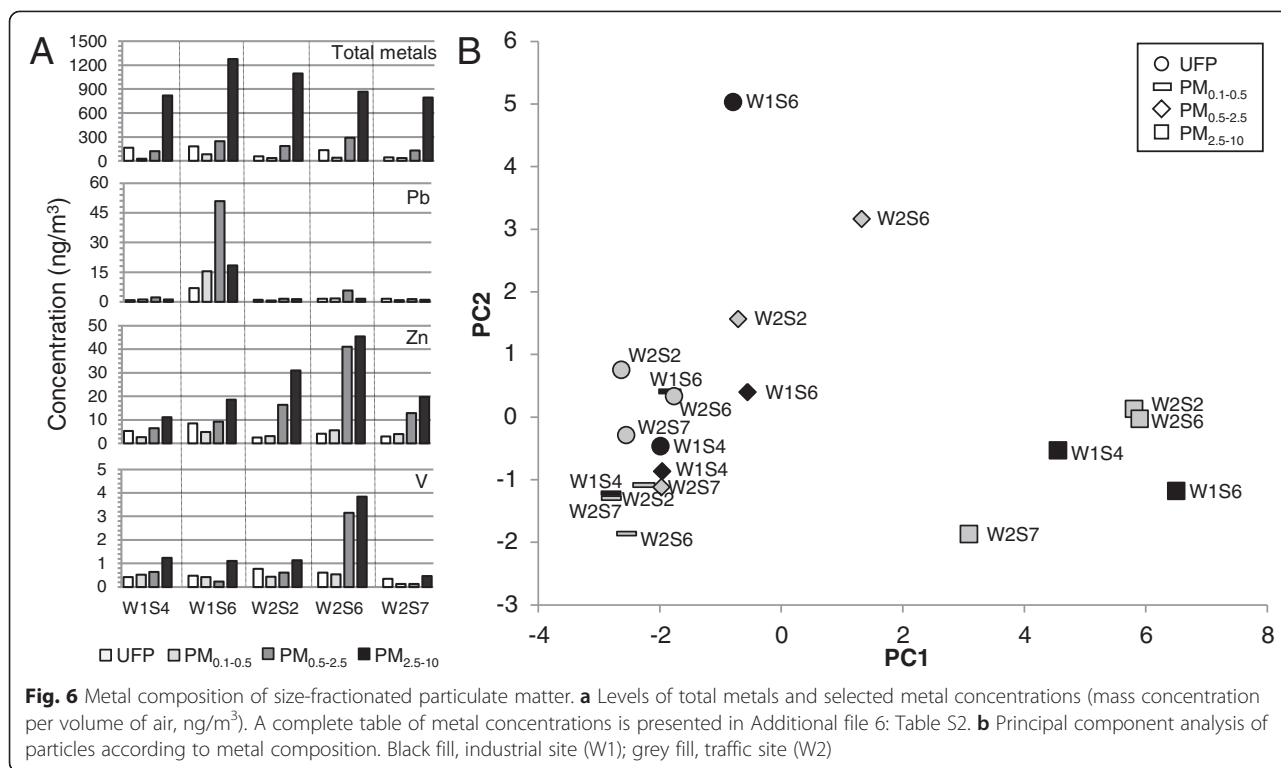 A
Concentration (ng/m³)
Total metals
1500
1200
900
600
300
0
Pb
60
45
30
15
0
Zn
50
40
30
20
10
0
V
5
4
3
2
1
0
W1S4 W1S6 W2S2 W2S6 W2S7
UFP PM0.1-0.5 PM0.5-2.5 PM2.5-10
B
PC2
6
5
4
3
2
1
0
-1
-2
-3
-4 -2 0 2 4 6 8
PC1
UFP
PM0.1-0.5
PM0.5-2.5
PM2.5-10
W1S6
W2S6
W2S2
W2S2
W1S6
W2S6
W1S6
W2S7
W1S4
W1S4
W2S7
W1S4
W2S2
W2S7
W2S6
W2S2
W2S6
W1S4
W1S6
W2S7
Fig. 6 Metal composition of size-fractionated particulate matter. a Levels of total metals and selected metal concentrations (mass concentration
per volume of air, ng/m³). A complete table of metal concentrations is presented in Additional file 6: Table S2. b Principal component analysis of
particles according to metal composition. Black fill, industrial site (W1); grey fill, traffic site (W2)